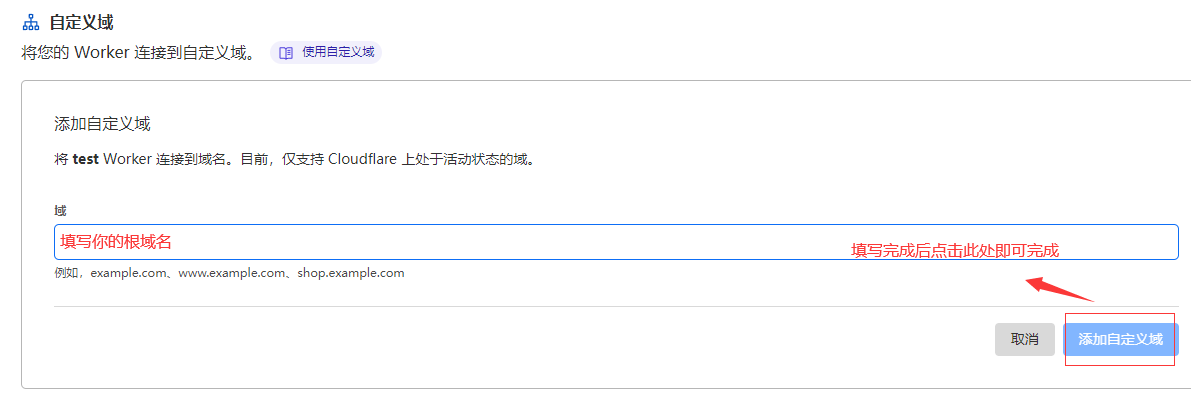 自定义域
将您的 Worker 连接到自定义域。 使用自定义域
添加自定义域
将 test Worker 连接到域名。目前，仅支持 Cloudflare 上处于活动状态的域。
域
填写你的根域名
填写完成后点击此处即可完成
例如，example.com、www.example.com、shop.example.com
取消 添加自定义域